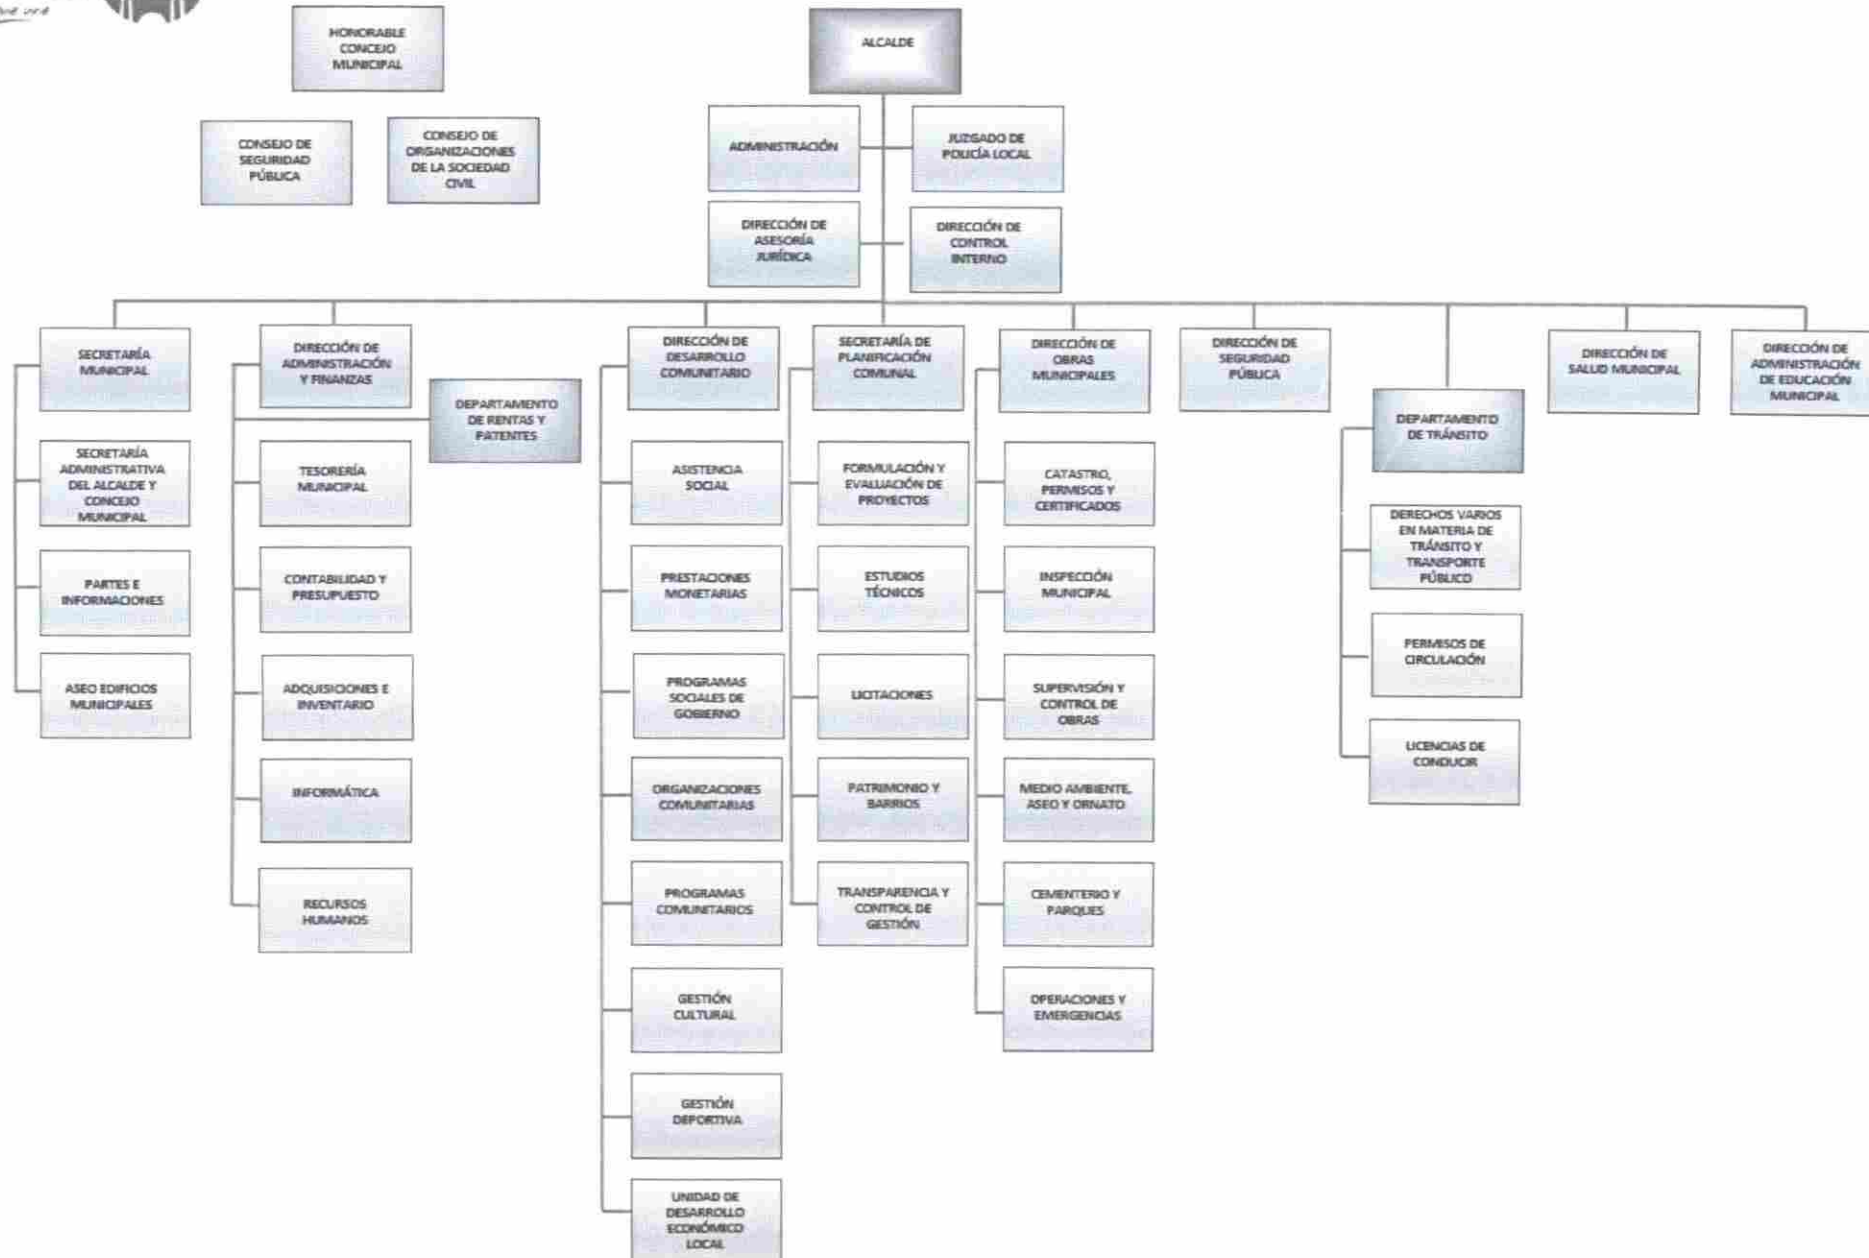 HONORABLE
CONCEJO
MUNICIPAL
ALCALDE
CONSEJO DE
SEGURIDAD
PÚBLICA
CONSEJO DE
ORGANIZACIONES
DE LA SOCIEDAD
CIVIL
ADMINISTRACIÓN
JUZGADO DE
POLICÍA LOCAL
DIRECCIÓN DE
ASESORÍA
JURÍDICA
DIRECCIÓN DE
CONTROL
INTERNO
SECRETARÍA
MUNICIPAL
SECRETARÍA
ADMINISTRATIVA
DEL ALCALDE Y
CONCEJO
MUNICIPAL
PARTES E
INFORMACIONES
ASEO EDIFICIOS
MUNICIPALES
DIRECCIÓN DE
ADMINISTRACIÓN
Y FINANZAS
DEPARTAMENTO
DE RENTAS Y
PATENTES
TESORERÍA
MUNICIPAL
CONTABILIDAD Y
PRESUPUESTO
ADQUISICIONES E
INVENTARIO
INFORMÁTICA
RECURSOS
HUMANOS
DIRECCIÓN DE
DESARROLLO
COMUNITARIO
ASISTENCIA
SOCIAL
PRESTACIONES
MONETARIAS
PROGRAMAS
SOCIALES DE
GOBIERNO
ORGANIZACIONES
COMUNITARIAS
PROGRAMAS
COMUNITARIOS
GESTIÓN
CULTURAL
GESTIÓN
DEPORTIVA
UNIDAD DE
DESARROLLO
ECONÓMICO
LOCAL
SECRETARÍA DE
PLANIFICACIÓN
COMUNAL
FORMULACIÓN Y
EVALUACIÓN DE
PROYECTOS
ESTUDIOS
TÉCNICOS
LICITACIONES
PATRIMONIO Y
BARRIOS
TRANSPARENCIA Y
CONTROL DE
GESTIÓN
DIRECCIÓN DE
OBRAS
MUNICIPALES
CATASTRO,
PERMISOS Y
CERTIFICADOS
INSPECCIÓN
MUNICIPAL
SUPERVISIÓN Y
CONTROL DE
OBRAS
MEDIO AMBIENTE,
ASEO Y ORNATO
CEMENTERIO Y
PARQUES
OPERACIONES Y
EMERGENCIAS
DIRECCIÓN DE
SEGURIDAD
PÚBLICA
DEPARTAMENTO
DE TRÁNSITO
DERECHOS VARIOS
EN MATERIA DE
TRÁNSITO Y
TRANSPORTE
PÚBLICO
PERMISOS DE
CIRCULACIÓN
LICENCIAS DE
CONDUCIR
DIRECCIÓN DE
SALUD MUNICIPAL
DIRECCIÓN DE
ADMINISTRACIÓN
DE EDUCACIÓN
MUNICIPAL